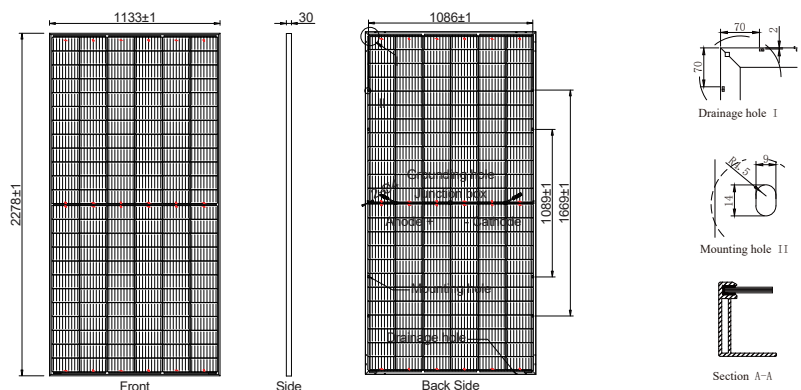 1133±1
30
1086±1
2278±1
II
Grounding hole
Junction box
Anode +
- Cathode
1089±1
1669±1
Mounting hole
Drainage hole
Front
Side
Back Side
70
2
70
Drainage hole I
R4.5
9
14
Mounting hole II
Section A-A